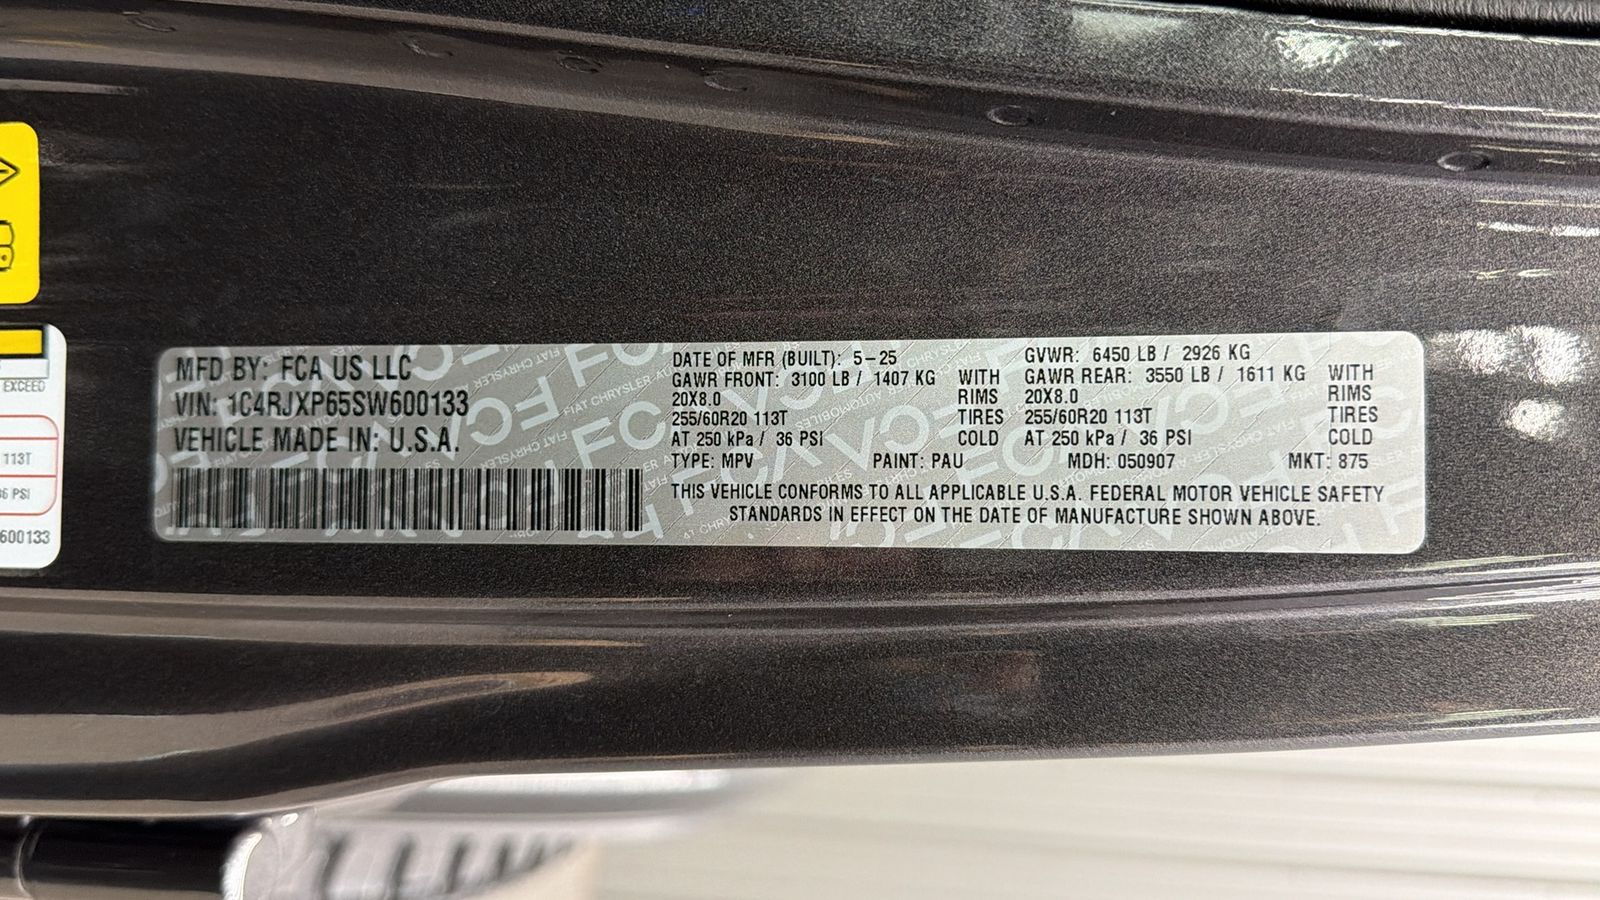 MFD BY: FCA US LLC
VIN: 1C4RJXP65SW600133
VEHICLE MADE IN: U.S.A.
DATE OF MFR (BUILT): 5-25
GAWR FRONT: 3100 LB / 1407 KG WITH
20X8.0 RIMS
255/60R20 113T TIRES
AT 250 kPa / 36 PSI COLD
GVWR: 6450 LB / 2926 KG
GAWR REAR: 3550 LB / 1611 KG WITH
20X8.0 RIMS
255/60R20 113T TIRES
AT 250 kPa / 36 PSI COLD
TYPE: MPV PAINT: PAU MDH: 050907 MKT: 875
THIS VEHICLE CONFORMS TO ALL APPLICABLE U.S.A. FEDERAL MOTOR VEHICLE SAFETY
STANDARDS IN EFFECT ON THE DATE OF MANUFACTURE SHOWN ABOVE.
EXCEED
113T
36 PSI
600133